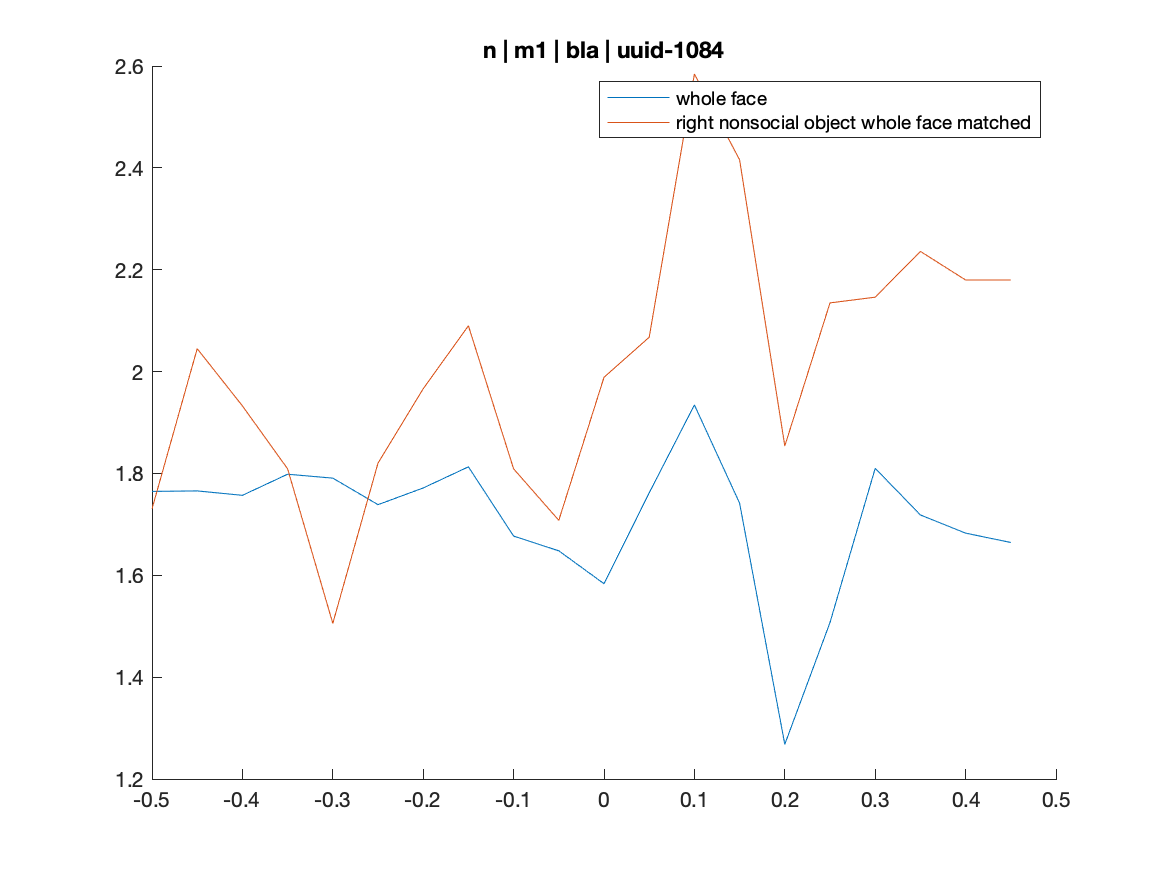 n | m1 | bla | uuid-1084
2.6
whole face
right nonsocial object whole face matched
2.4
2.2
2
1.8
1.6
1.4
1.2
-0.5 -0.4 -0.3 -0.2 -0.1 0 0.1 0.2 0.3 0.4 0.5